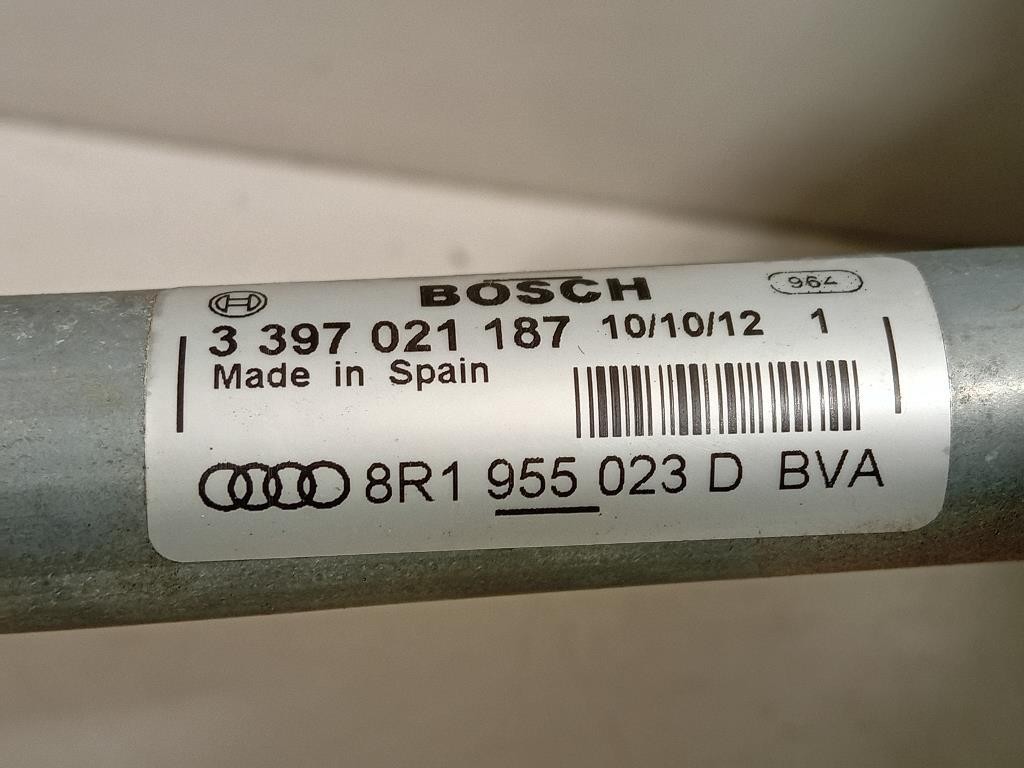 BOSCH 964
3 397 021 187 10/10/12 1
Made in Spain
8R1 955 023 D BVA